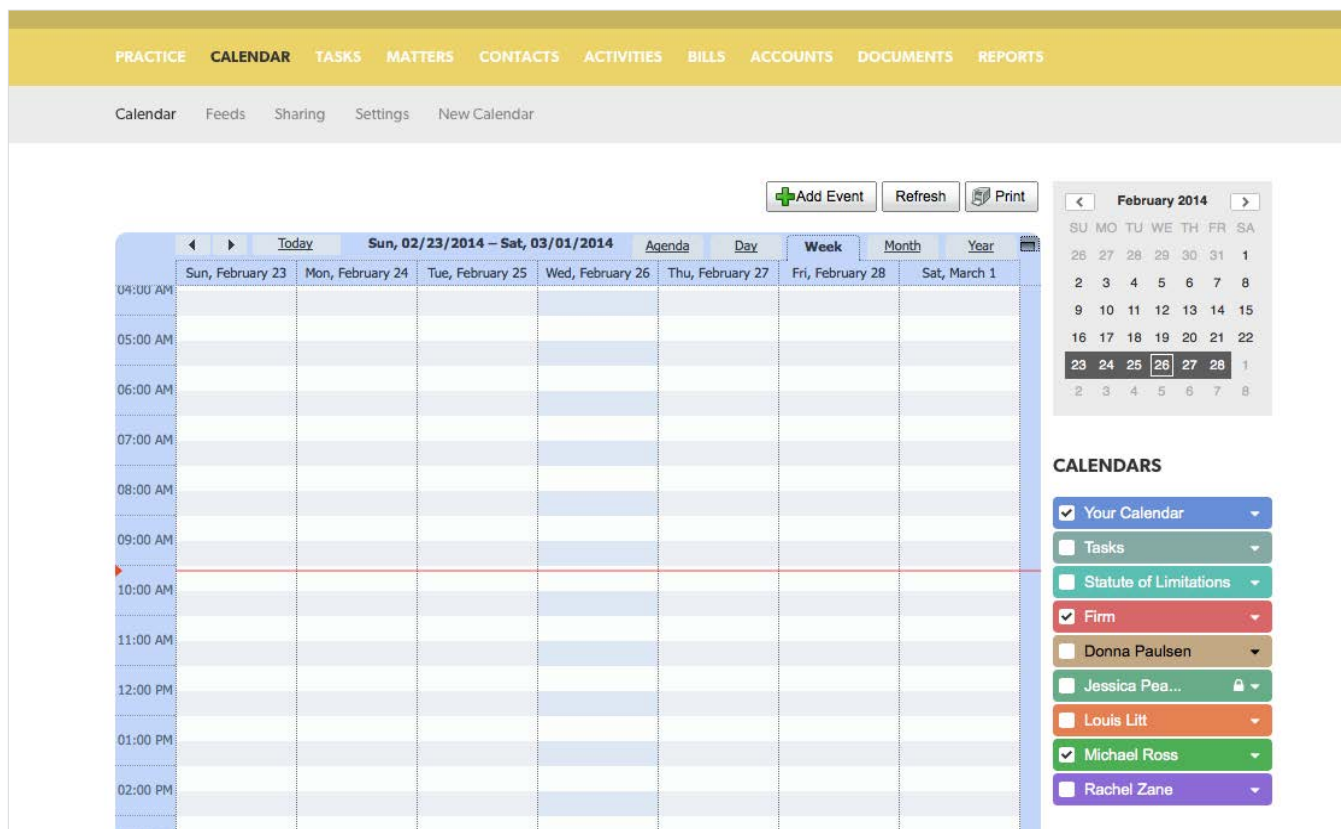 PRACTICE CALENDAR TASKS MATTERS CONTACTS ACTIVITIES BILLS ACCOUNTS DOCUMENTS REPORTS
Calendar Feeds Sharing Settings New Calendar
Add Event Refresh Print
Today Sun, 02/23/2014 – Sat, 03/01/2014 Agenda Day Week Month Year
Sun, February 23 Mon, February 24 Tue, February 25 Wed, February 26 Thu, February 27 Fri, February 28 Sat, March 1
04:00 AM
05:00 AM
06:00 AM
07:00 AM
08:00 AM
09:00 AM
10:00 AM
11:00 AM
12:00 PM
01:00 PM
02:00 PM
February 2014
SU MO TU WE TH FR SA
26 27 28 29 30 31 1
2 3 4 5 6 7 8
9 10 11 12 13 14 15
16 17 18 19 20 21 22
23 24 25 26 27 28 1
2 3 4 5 6 7 8
CALENDARS
Your Calendar
Tasks
Statute of Limitations
Firm
Donna Paulsen
Jessica Pea...
Louis Litt
Michael Ross
Rachel Zane